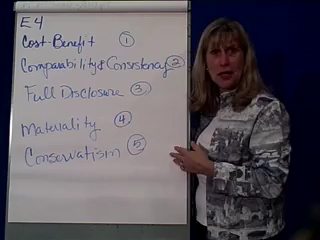 E4
Cost-Benefit ①
Comparability & Consistency ②
Full Disclosure ③
Materiality ④
Conservatism ⑤